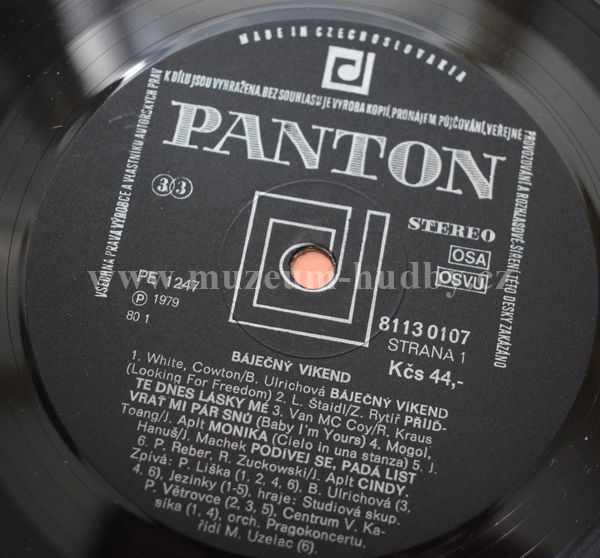 MADE IN CZECHOSLOVAKIA
VŠECHNA PRÁVA VÝROBCE A VLASTNÍKU AUTORSKÝCH PRÁV K DÍLU JSOU VYHRAŽENA. BEZ SOUHLASU JE VÝROBA KOPIÍ, PRONÁJEM, PŮJČOVÁNÍ, VEŘEJNÉ PROVOZOVÁNÍ A ROZHLASOVÉ ŠÍŘENÍ TÉTO DESKY ZAKÁZÁNO
PANTON
33
STEREO
OSA
OSVU
www.muzeum-hudby.cz
PE 1247
Ⓟ 1979
80 1
8113 0107
STRANA 1
Kčs 44,-
BÁJEČNÝ VÍKEND
1. White, Cowton/B. Ulrichová BÁJEČNÝ VÍKEND
(Looking For Freedom) 2. L. Štaidl/Z. Rytíř PŘIJĎ-
TE DNES LÁSKY MÉ 3. Van MC Coy/R. Kraus
VRAŤ MI PÁR SNŮ (Baby I'm Yours) 4. Mogol,
Toang/J. Aplt MONIKA (Cielo in una stanza) 5. J.
Hanuš/J. Machek PODÍVEJ SE, PADÁ LIST
6. P. Reber, R. Zuckowski/J. Aplt CINDY.
Zpívá: P. Liška (1, 2, 4, 6), B. Ulrichová (3,
4, 6), Jezinky (1-5), hraje: Studiová skup.
P. Větrovce (2, 3, 5), Centrum V. Ka-
síka (1, 4), orch. Pragokoncertu,
řídí M. Uzelac (6).